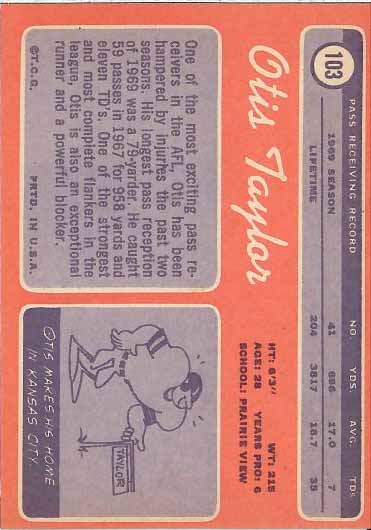 103
PASS RECEIVING RECORD NO. YDS. AVG. TDS
1969 SEASON 41 696 17.0 7
LIFETIME 204 3817 18.7 35
Otis Taylor
HT: 6'3" WT: 215
AGE: 28 YEARS PRO: 6
SCHOOL: PRAIRIE VIEW
One of the most exciting pass re-
ceivers in the AFL, Otis has been
hampered by injuries the past two
seasons. His longest pass reception
of 1969 was a 79-yarder. He caught
59 passes in 1967 for 958 yards and
eleven TD's. One of the strongest
and most complete flankers in the
league, Otis is also an exceptional
runner and a powerful blocker.
©T.C.G. PRTD. IN U.S.A.
TAYLOR
OTIS MAKES HIS HOME
IN KANSAS CITY.